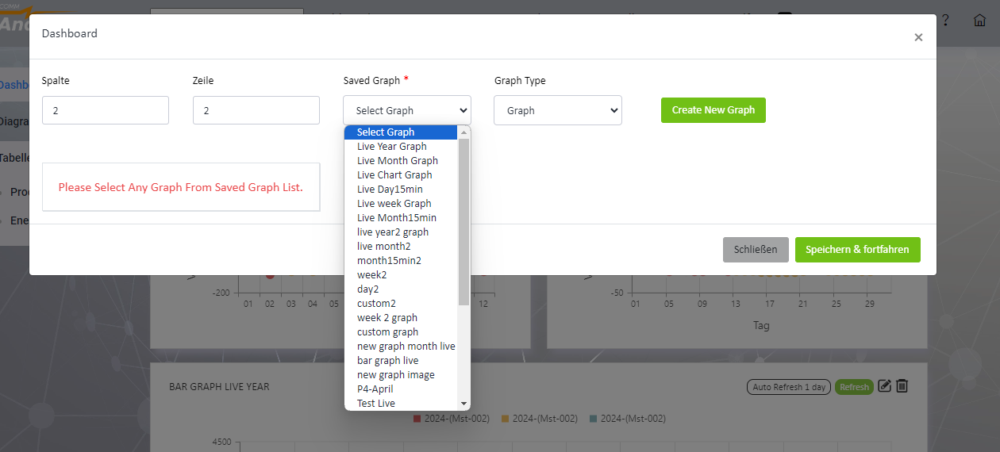 COMM
Dashboard
×
?
Spalte
Zeile
Saved Graph *
Graph Type
2
2
Select Graph
Graph
Create New Graph
Select Graph
Live Year Graph
Live Month Graph
Live Chart Graph
Live Day15min
Live week Graph
Live Month15min
live year2 graph
live month2
month15min2
week2
day2
custom2
week 2 graph
custom graph
new graph month live
bar graph live
new graph image
P4-April
Test Live
Please Select Any Graph From Saved Graph List.
Schließen
Speichern & fortfahren
Dashb
Diagra
Tabelle
Ene
-200
01 02 03 04 05
12
-50
01 05 09 13 17 21 25 29
Tag
BAR GRAPH LIVE YEAR
Auto Refresh 1 day
Refresh
2024-(Mst-002) 2024-(Mst-002) 2024-(Mst-002)
4500